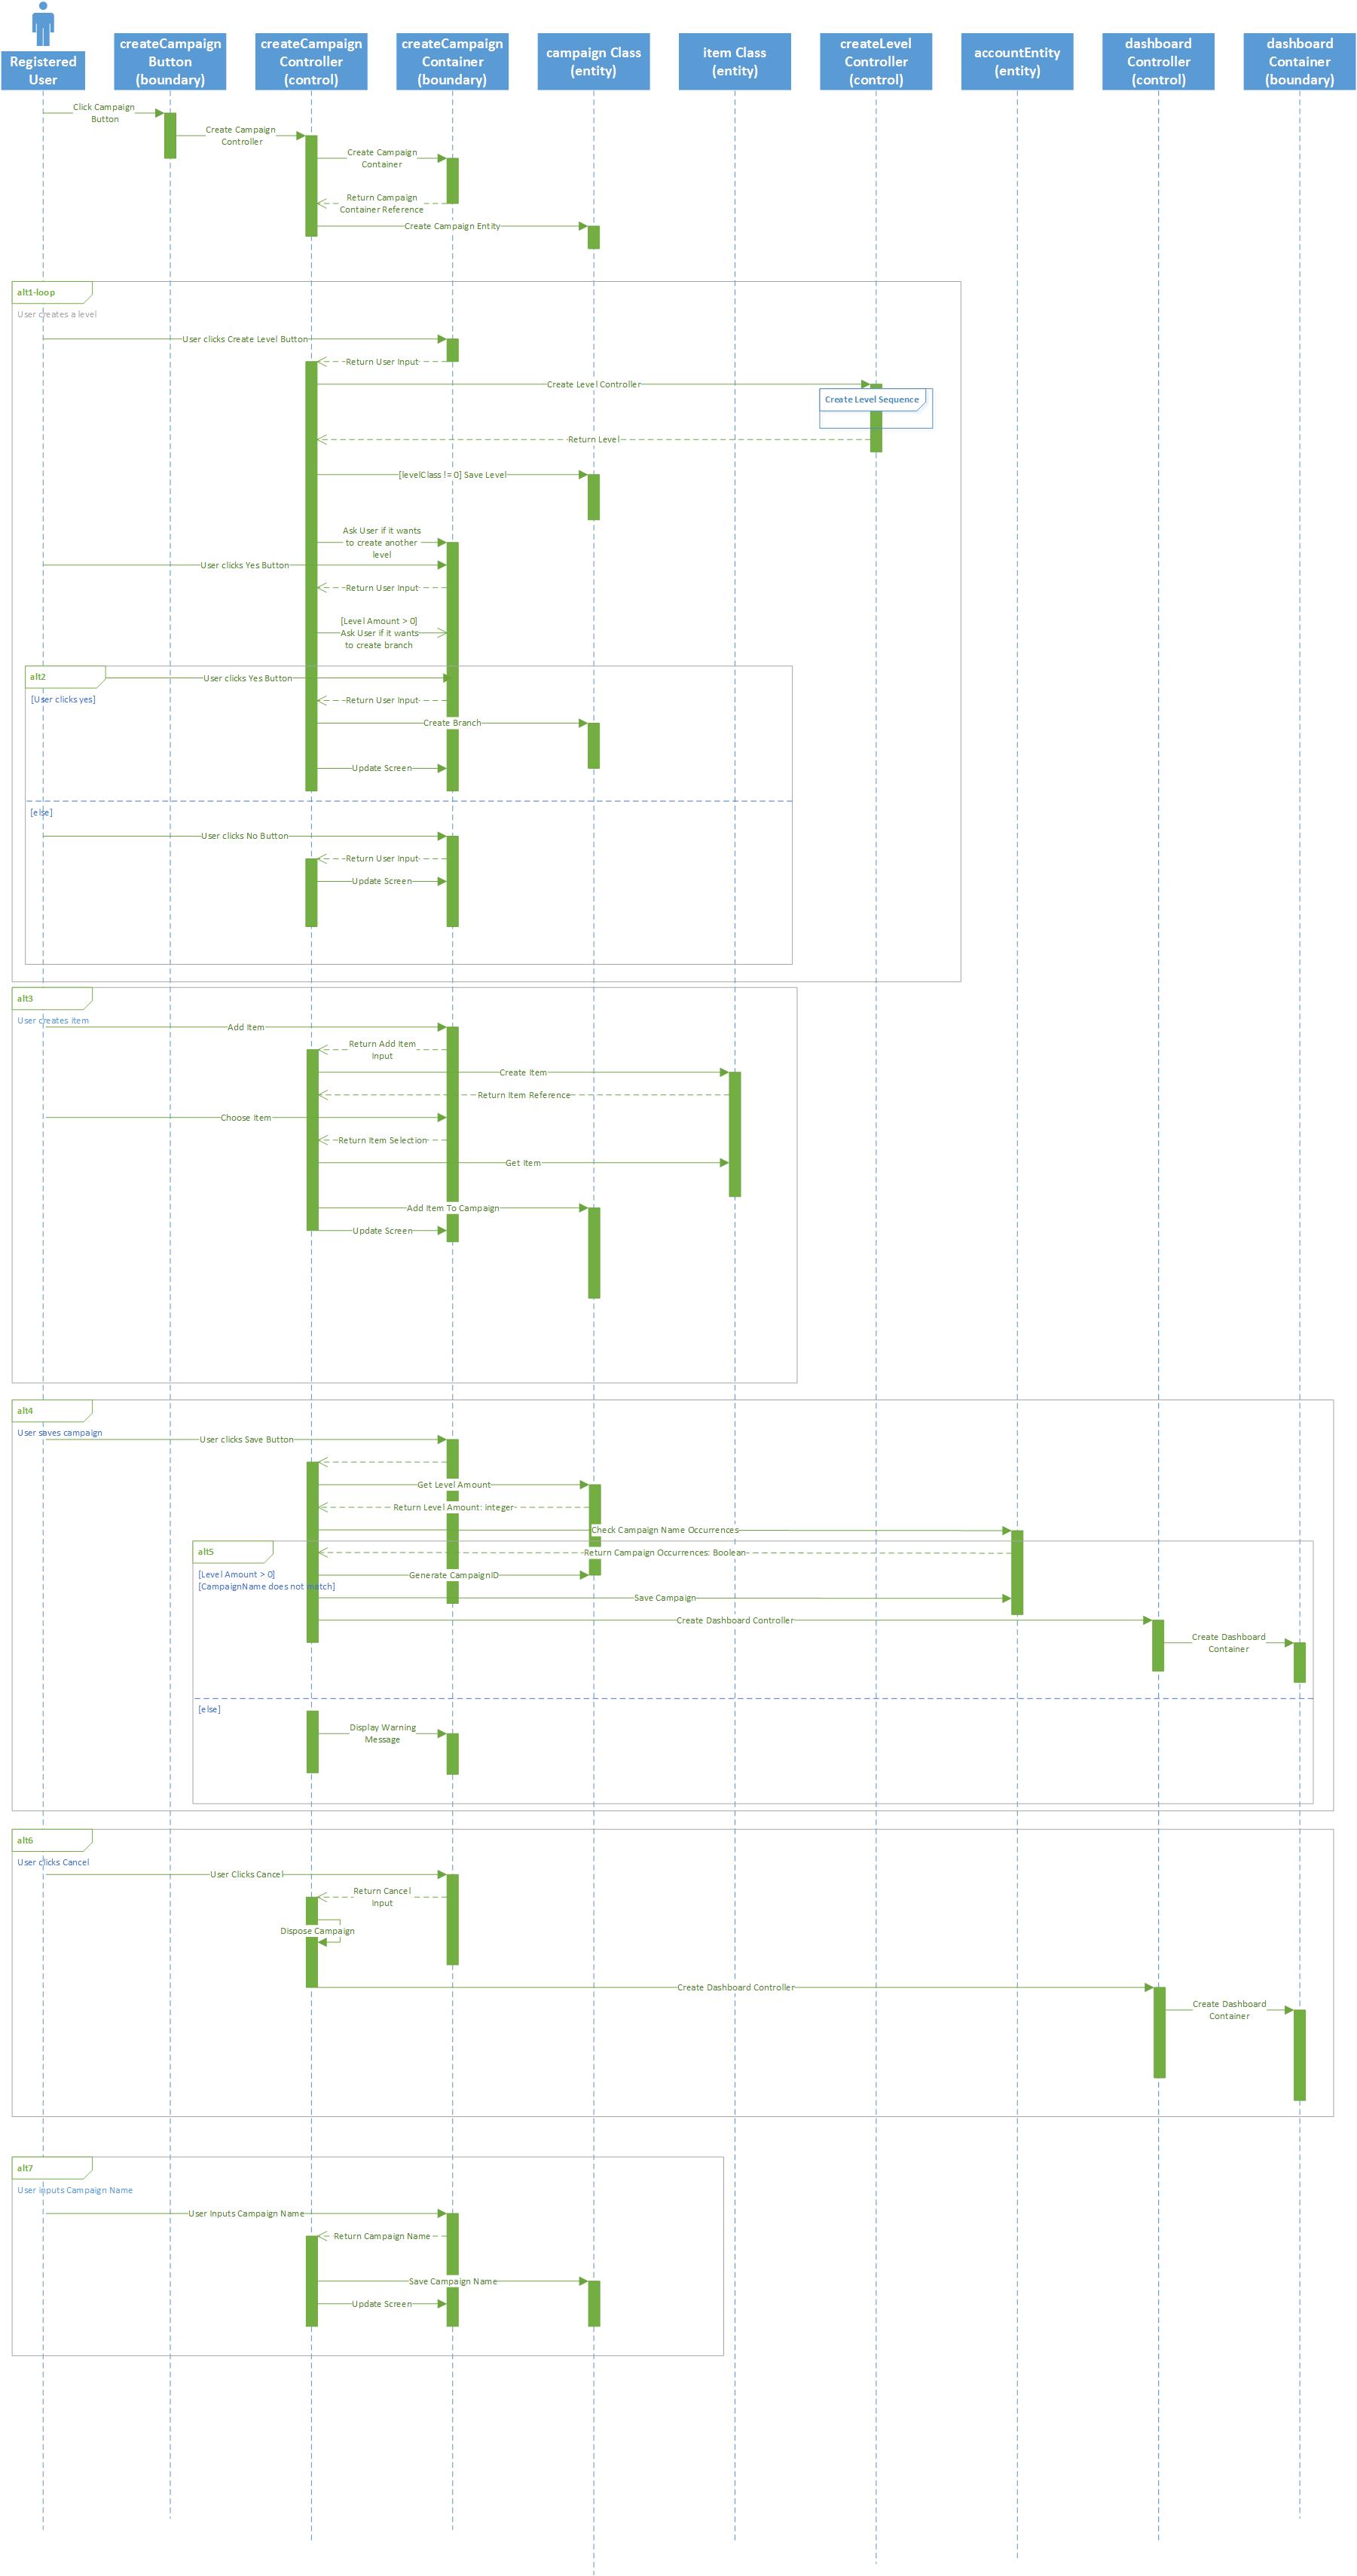 Registered
User
createCampaign
Button
(boundary)
createCampaign
Controller
(control)
createCampaign
Container
(boundary)
campaign Class
(entity)
item Class
(entity)
createLevel
Controller
(control)
accountEntity
(entity)
dashboard
Controller
(control)
dashboard
Container
(boundary)
Click Campaign
Button
Create Campaign
Controller
Create Campaign
Container
Return Campaign
Container Reference
Create Campaign Entity
alt1-loop
User creates a level
User clicks Create Level Button
Return User Input
Create Level Controller
Create Level Sequence
Return Level
[levelClass != 0] Save Level
Ask User if it wants
to create another
level
User clicks Yes Button
Return User Input
[Level Amount > 0]
Ask User if it wants
to create branch
alt2
User clicks Yes Button
[User clicks yes]
Return User Input
Create Branch
Update Screen
[else]
User clicks No Button
Return User Input
Update Screen
alt3
User creates item
Add Item
Return Add Item
Input
Create Item
Return Item Reference
Choose Item
Return Item Selection
Get Item
Add Item To Campaign
Update Screen
alt4
User saves campaign
User clicks Save Button
Get Level Amount
Return Level Amount: integer
Check Campaign Name Occurrences
alt5
Return Campaign Occurrences: Boolean
[Level Amount > 0]
[CampaignName does not match]
Generate CampaignID
Save Campaign
Create Dashboard Controller
Create Dashboard
Container
[else]
Display Warning
Message
alt6
User clicks Cancel
User Clicks Cancel
Return Cancel
Input
Dispose Campaign
Create Dashboard Controller
Create Dashboard
Container
alt7
User inputs Campaign Name
User Inputs Campaign Name
Return Campaign Name
Save Campaign Name
Update Screen